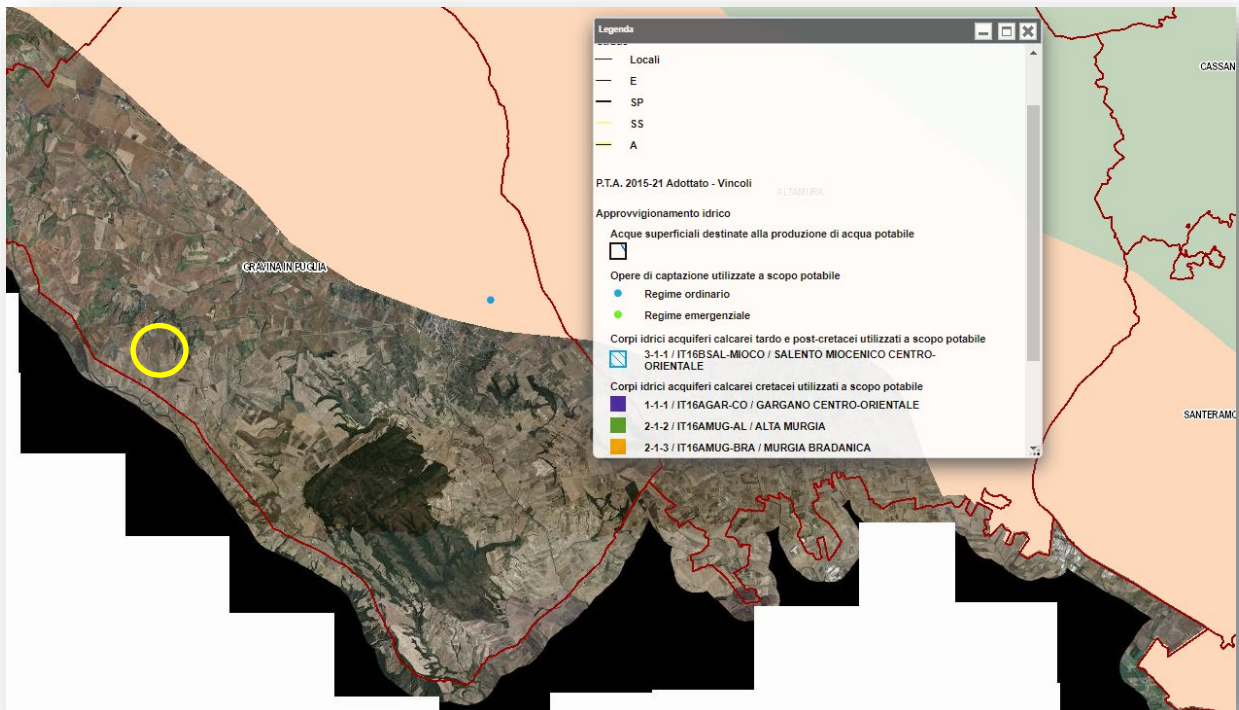 Legenda
Locali
E
SP
SS
A
P.T.A. 2015-21 Adottato - Vincoli
ALTAMURA
Approvvigionamento idrico
Acque superficiali destinate alla produzione di acqua potabile
Opere di captazione utilizzate a scopo potabile
Regime ordinario
Regime emergenziale
Corpi idrici acquiferi calcarei tardo e post-cretacei utilizzati a scopo potabile
3-1-1 / IT16BSAL-MIOCO / SALENTO MIOCENICO CENTRO-
ORIENTALE
Corpi idrici acquiferi calcarei cretacei utilizzati a scopo potabile
1-1-1 / IT16AGAR-CO / GARGANO CENTRO-ORIENTALE
2-1-2 / IT16AMUG-AL / ALTA MURGIA
2-1-3 / IT16AMUG-BRA / MURGIA BRADANICA
CASSAN
GRAVINA IN PUGLIA
SANTERAMO